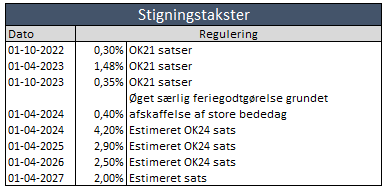 Stigningstakster
Dato Regulering
01-10-2022 0,30% OK21 satser
01-04-2023 1,48% OK21 satser
01-10-2023 0,35% OK21 satser
Øget særlig feriegodtgørelse grundet
01-04-2024 0,40% afskaffelse af store bededag
01-04-2024 4,20% Estimeret OK24 sats
01-04-2025 2,90% Estimeret OK24 sats
01-04-2026 2,50% Estimeret OK24 sats
01-04-2027 2,00% Estimeret sats